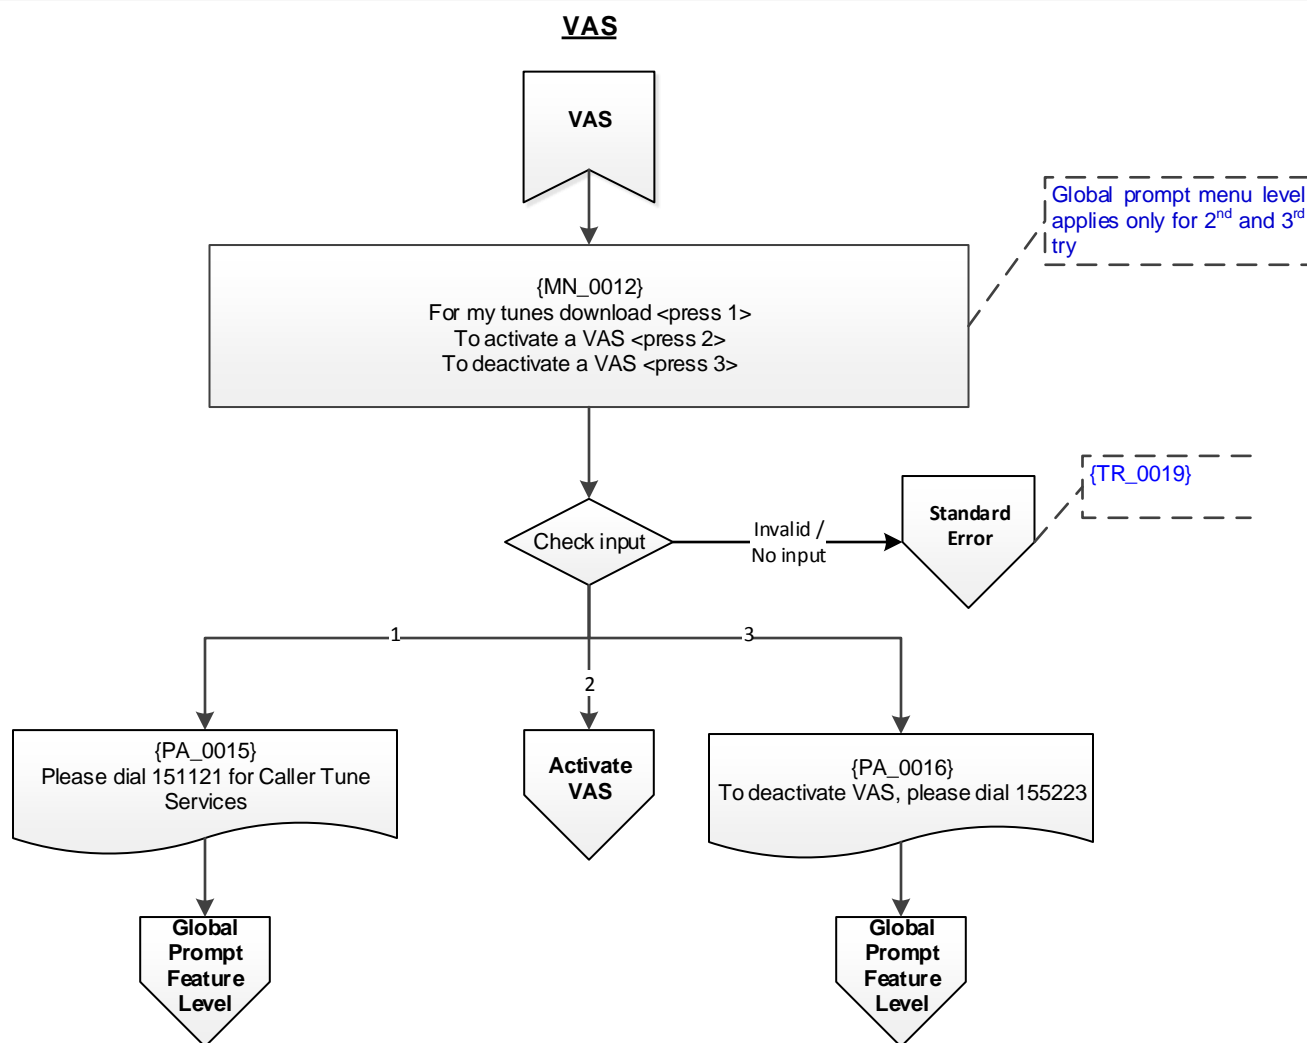 VAS
VAS
Global prompt menu level
applies only for 2nd and 3rd
try
{MN_0012}
For my tunes download <press 1>
To activate a VAS <press 2>
To deactivate a VAS <press 3>
{TR_0019}
Standard
Error
Check input
Invalid /
No input
1
3
2
{PA_0015}
Please dial 151121 for Caller Tune
Services
Activate
VAS
{PA_0016}
To deactivate VAS, please dial 155223
Global
Prompt
Feature
Level
Global
Prompt
Feature
Level